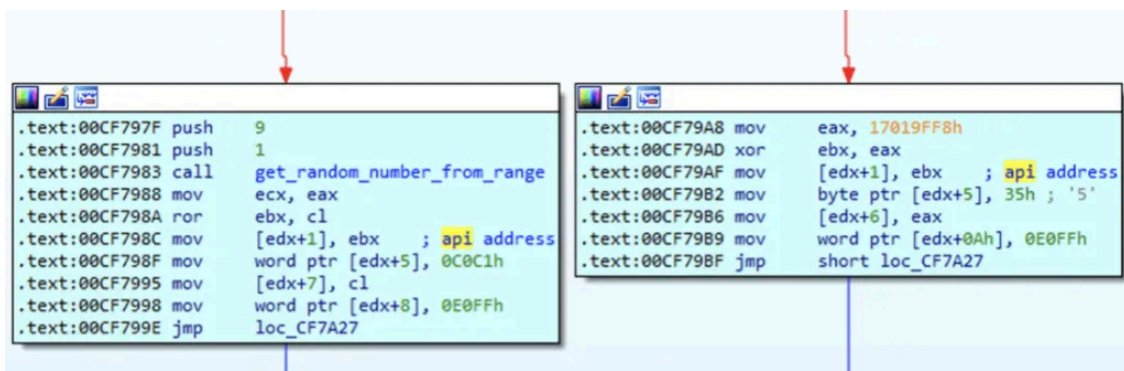 .text:00CF797F push 9
.text:00CF7981 push 1
.text:00CF7983 call get_random_number_from_range
.text:00CF7988 mov ecx, eax
.text:00CF798A ror ebx, cl
.text:00CF798C mov [edx+1], ebx ; api address
.text:00CF798F mov word ptr [edx+5], 0C0C1h
.text:00CF7995 mov [edx+7], cl
.text:00CF7998 mov word ptr [edx+8], 0E0FFh
.text:00CF799E jmp loc_CF7A27
.text:00CF79A8 mov eax, 17019FF8h
.text:00CF79AD xor ebx, eax
.text:00CF79AF mov [edx+1], ebx ; api address
.text:00CF79B2 mov byte ptr [edx+5], 35h ; '5'
.text:00CF79B6 mov [edx+6], eax
.text:00CF79B9 mov word ptr [edx+0Ah], 0E0FFh
.text:00CF79BF jmp short loc_CF7A27